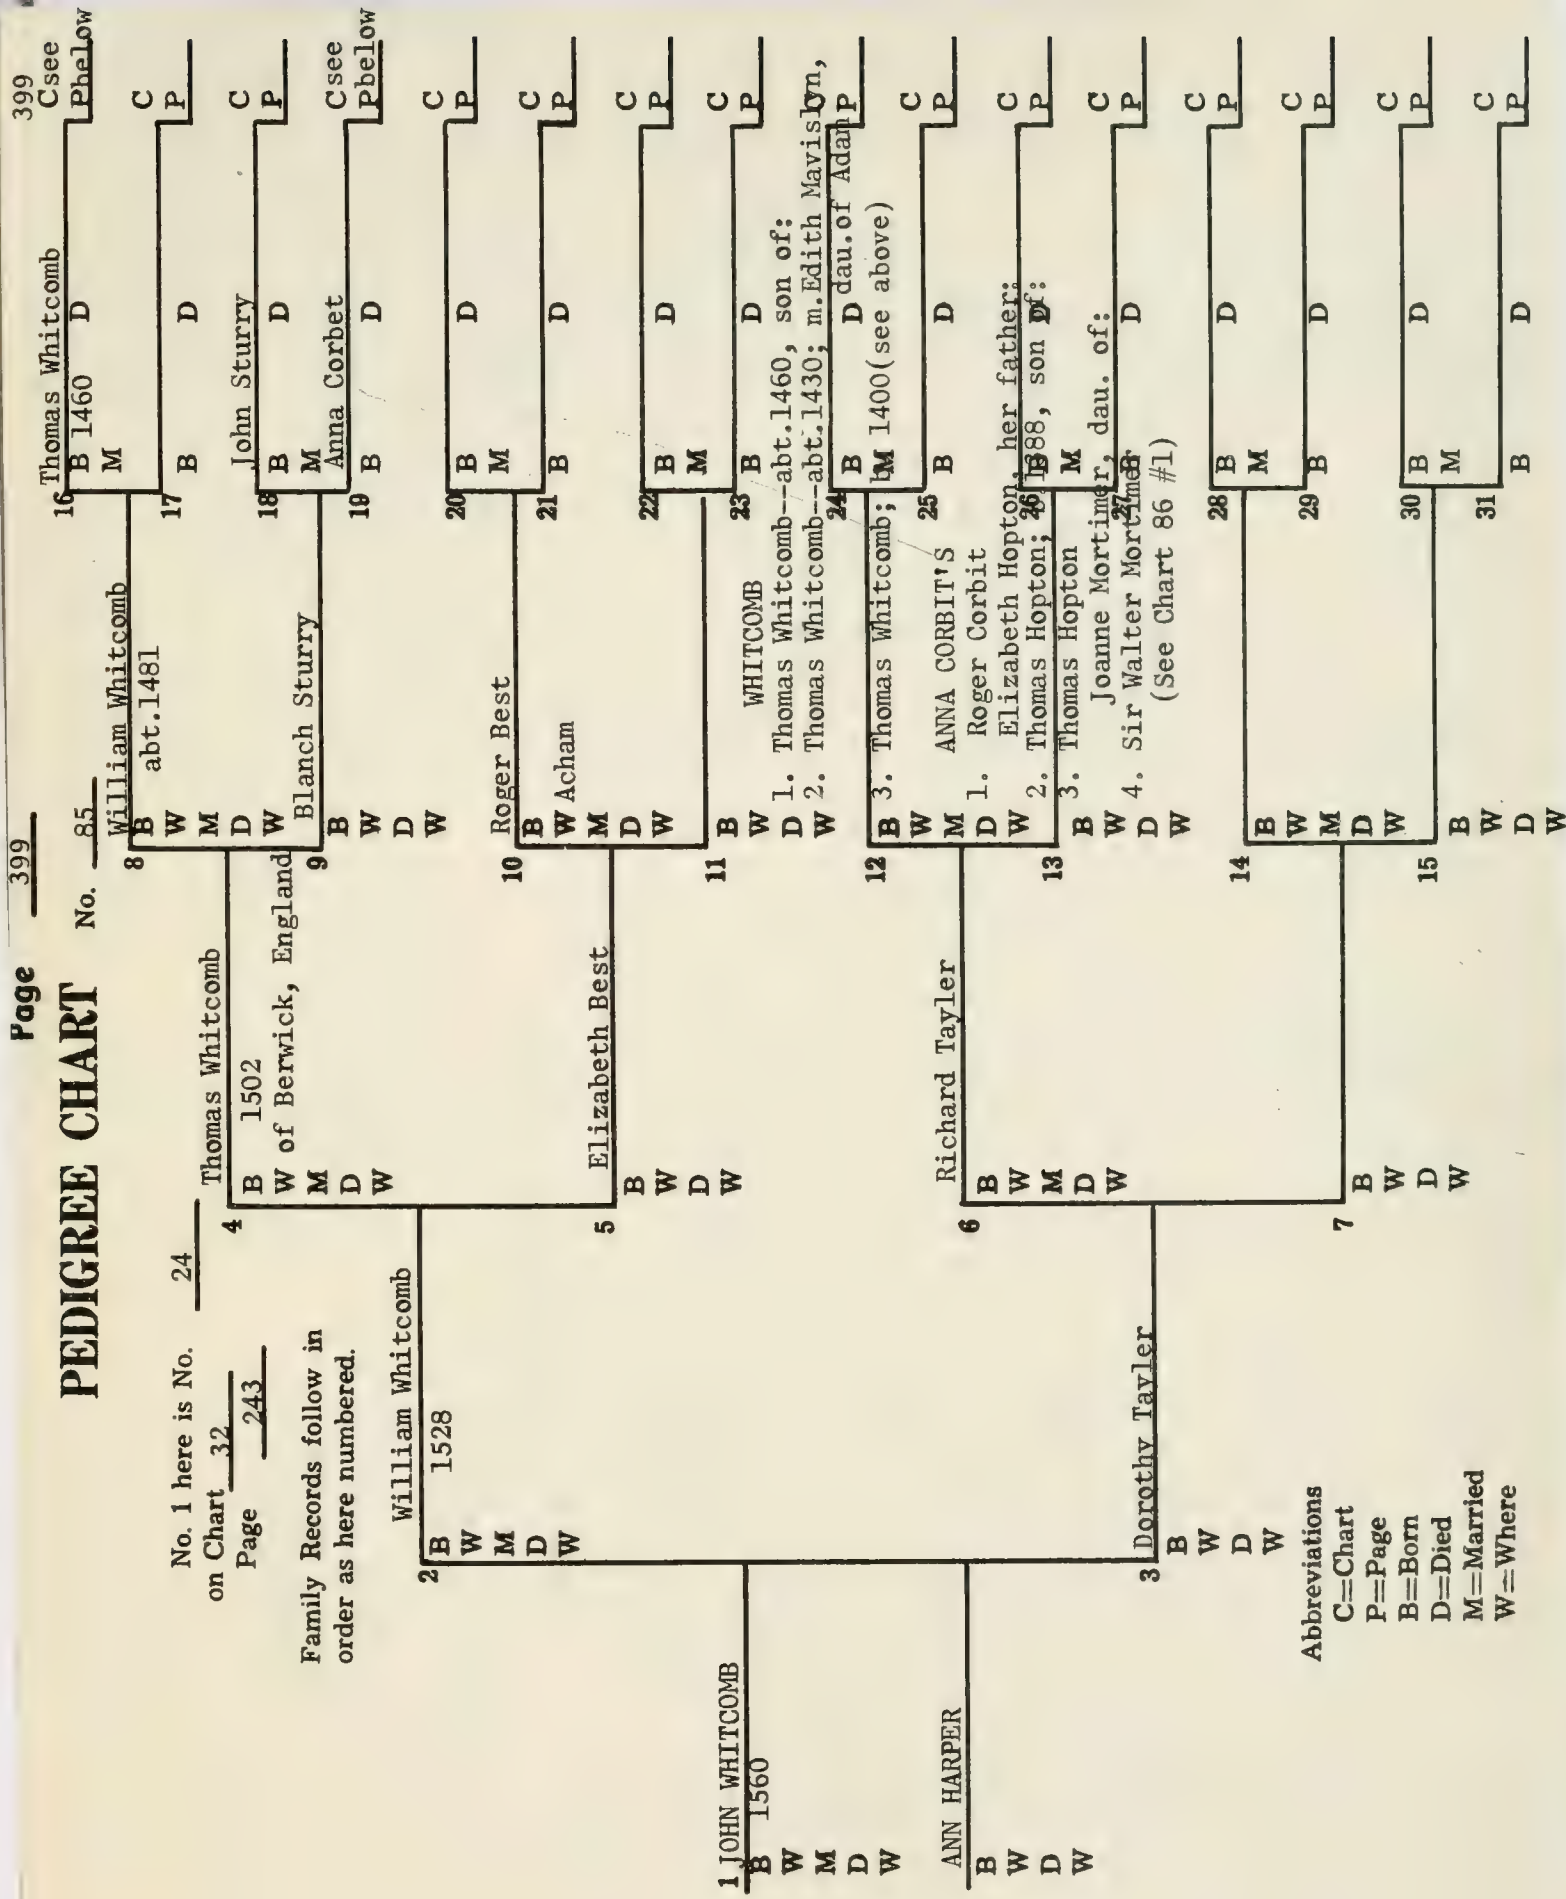 Page 399
399
PEDIGREE CHART No. 85
No. 1 here is No. 24
on Chart 32
Page 243
Family Records follow in
order as here numbered.
1 JOHN WHITCOMB
B 1560
W
M
D
W
ANN HARPER
B
W
D
W
2 William Whitcomb
B 1528
W
M
D
W
3 Dorothy Tayler
B
W
D
W
4 Thomas Whitcomb
B 1502
W of Berwick, England
M
D
W
5 Elizabeth Best
B
W
D
W
6 Richard Tayler
B
W
M
D
W
7
B
W
D
W
8 William Whitcomb
B abt.1481
W
M
D
W
9 Blanch Sturry
B
W
D
W
10 Roger Best
B
W Acham
M
D
W
11
B
W
D
W
12
B
W
M
D
W
13
B
W
D
W
14
B
W
M
D
W
15
B
W
D
W
16 Thomas Whitcomb C see
B 1460 D P below
M
17 C
B D P
18 John Sturry C
B D P
M
19 Anna Corbet C see
B D P below
20 C
B D P
M
21 C
B D P
22 C
B D P
M
23 C
B D P
24 C
B D P
M
25 C
B D P
26 C
B D P
M
27 C
B D P
28 C
B D P
M
29 C
B D P
30 C
B D P
M
31 C
B D P
WHITCOMB
1. Thomas Whitcomb--abt.1460, son of:
2. Thomas Whitcomb--abt.1430; m.Edith
dau.of Adam
3. Thomas Whitcomb; b 1400(see above)
ANNA CORBIT'S
1. Roger Corbit
Elizabeth Hopton, her father:
2. Thomas Hopton; b, 1388, son of:
3. Thomas Hopton
Joanne Mortimer, dau. of:
4. Sir Walter Mortimer
(See Chart 86 #1)
Abbreviations
C=Chart
P=Page
B=Born
D=Died
M=Married
W=Where